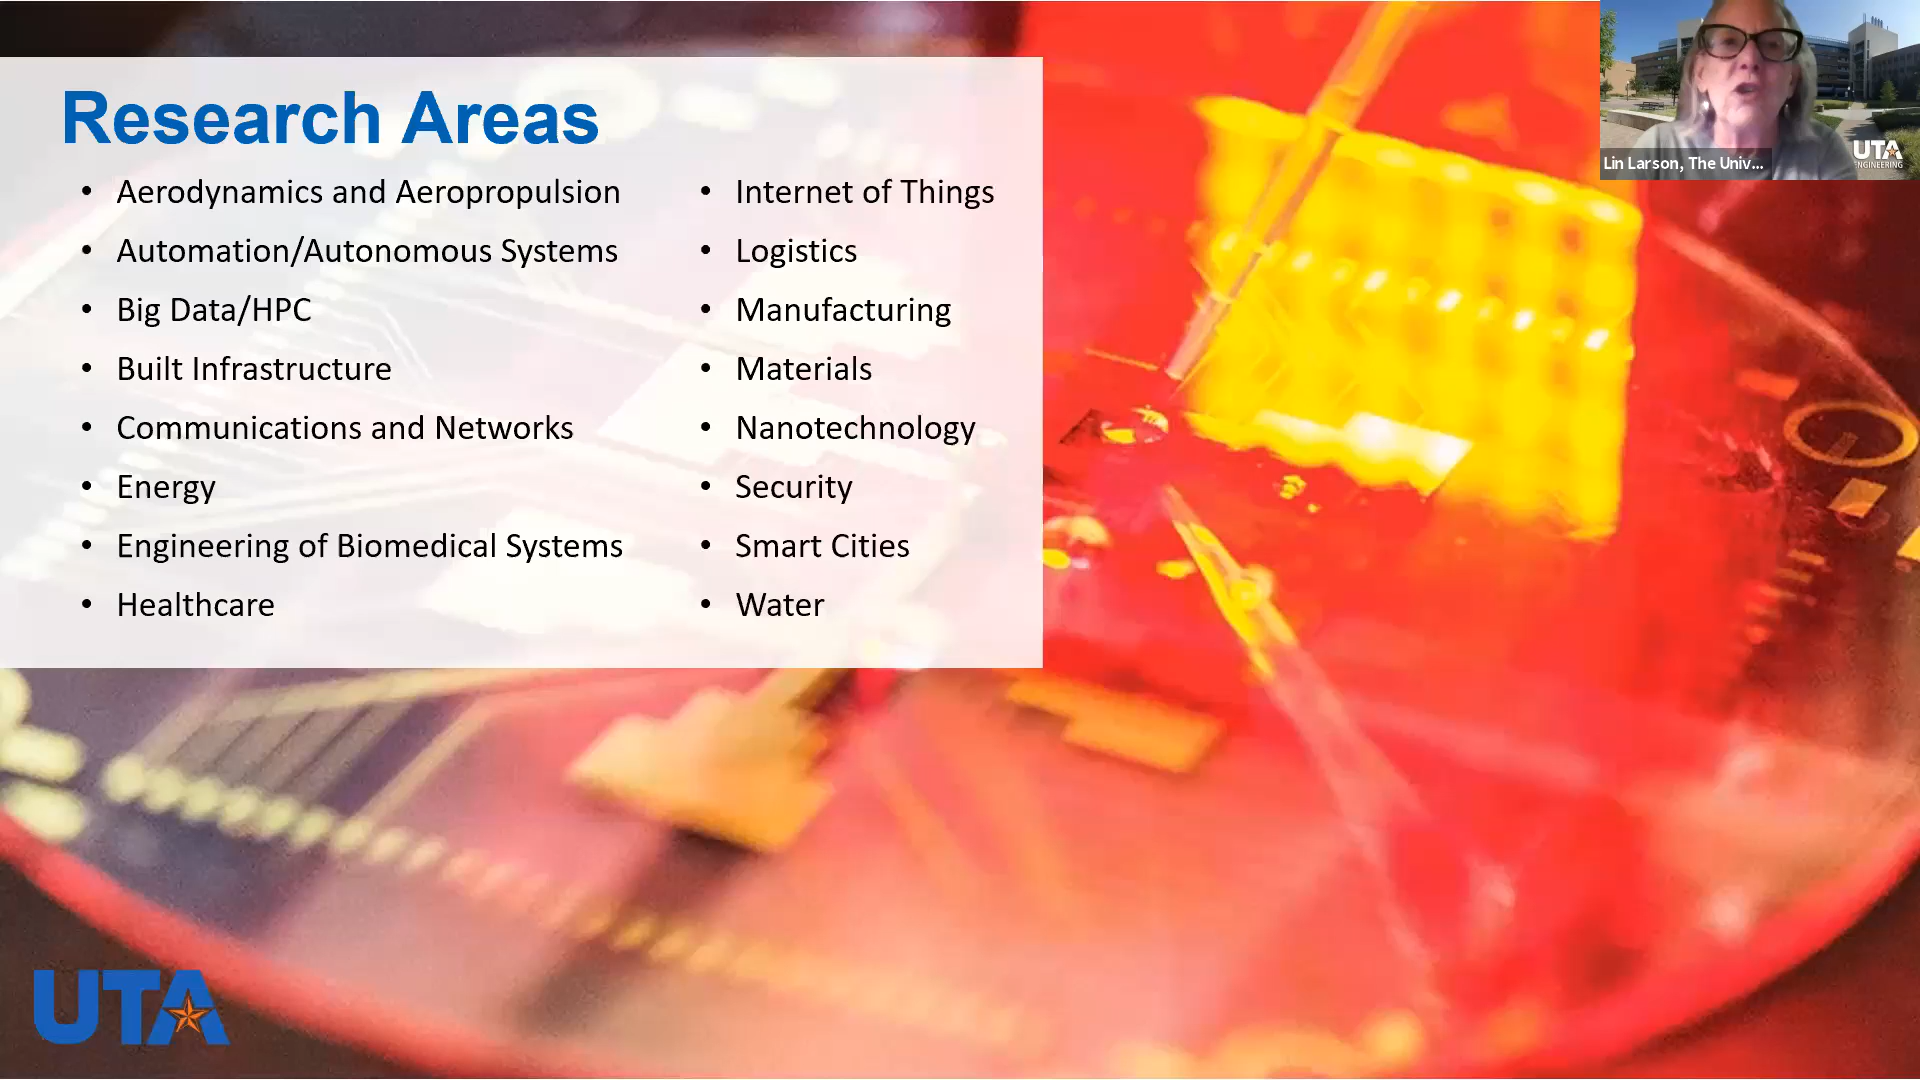 Research Areas
• Aerodynamics and Aeropropulsion
• Automation/Autonomous Systems
• Big Data/HPC
• Built Infrastructure
• Communications and Networks
• Energy
• Engineering of Biomedical Systems
• Healthcare
• Internet of Things
• Logistics
• Manufacturing
• Materials
• Nanotechnology
• Security
• Smart Cities
• Water
Lin Larson, The Univ...
UTA
ENGINEERING
UTA